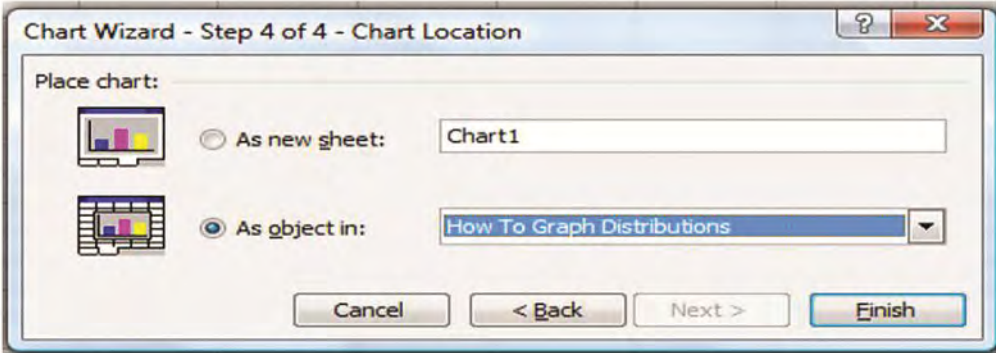 Chart Wizard - Step 4 of 4 - Chart Location
Place chart:
As new sheet: Chart1
As object in: How To Graph Distributions
Cancel < Back Next > Finish